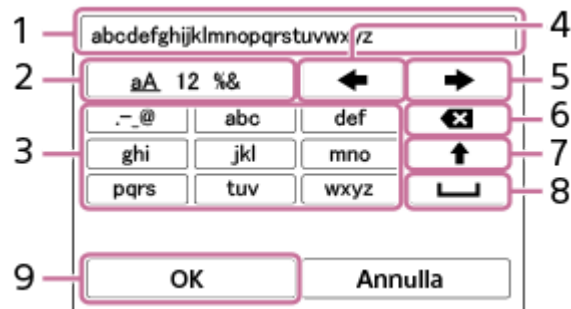 1 abcdefghijklmnopqrstuvwxyz 4
2 aA 12 %& 5
.-_@ abc def 6
3 ghi jkl mno 7
pqrs tuv wxyz 8
9 OK Annulla